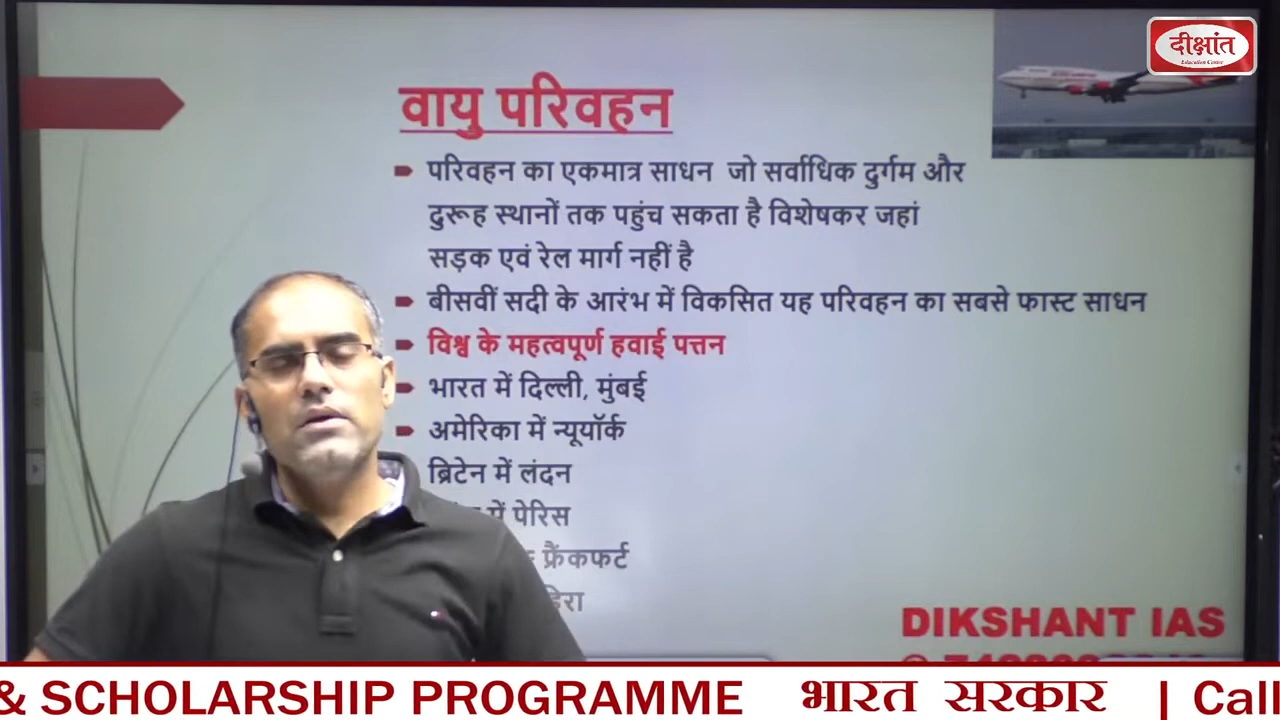 दीक्षांत
Education Centre
वायु परिवहन
परिवहन का एकमात्र साधन जो सर्वाधिक दुर्गम और
दुरूह स्थानों तक पहुंच सकता है विशेषकर जहां
सड़क एवं रेल मार्ग नहीं है
बीसवीं सदी के आरंभ में विकसित यह परिवहन का सबसे फास्ट साधन
विश्व के महत्वपूर्ण हवाई पत्तन
भारत में दिल्ली, मुंबई
अमेरिका में न्यूयॉर्क
ब्रिटेन में लंदन
में पेरिस
फ्रैंकफर्ट
DIKSHANT IAS
& SCHOLARSHIP PROGRAMME भारत सरकार | Call